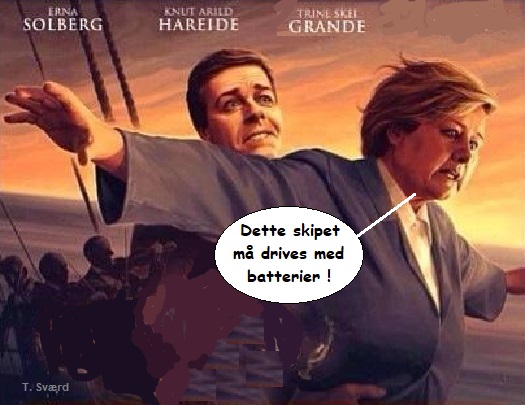 ERNA
SOLBERG
KNUT ARILD
HAREIDE
TRINE SKEI
GRANDE
Dette skipet
må drives med
batterier !
T. Sværd